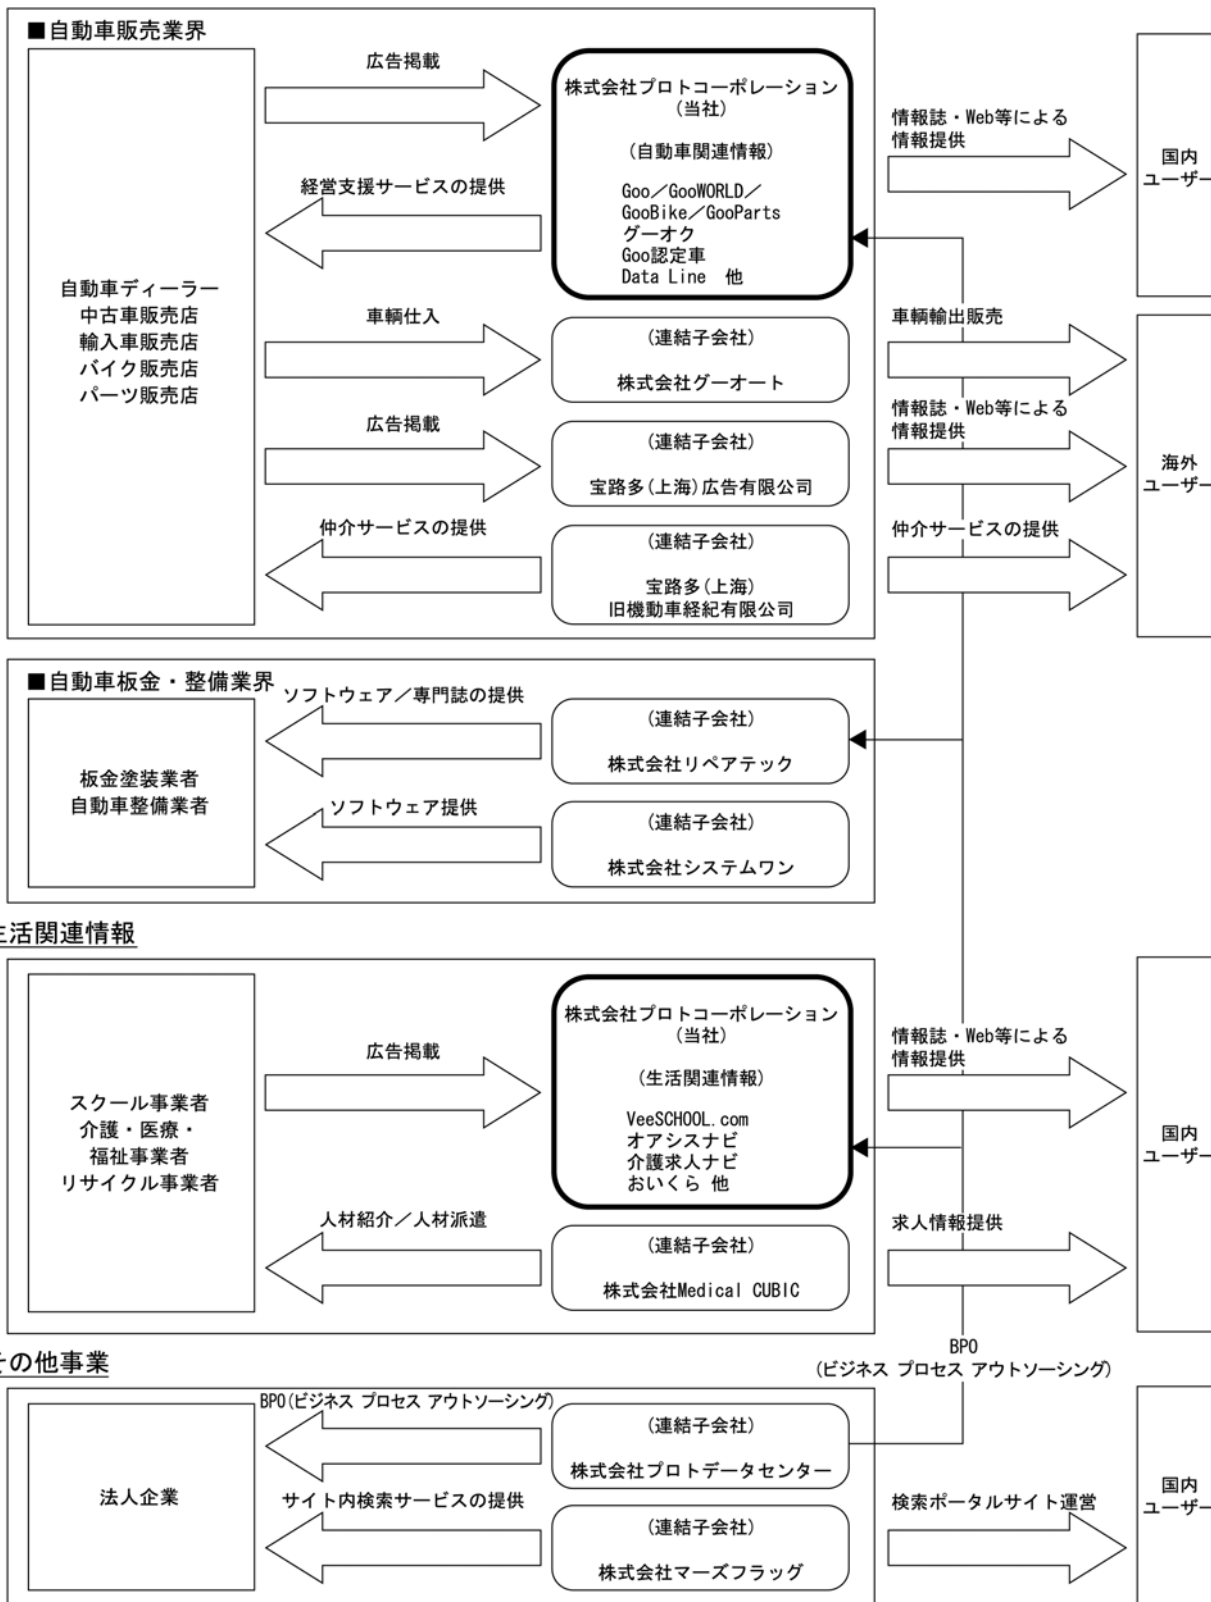 ■自動車販売業界
自動車ディーラー
中古車販売店
輸入車販売店
バイク販売店
パーツ販売店
広告掲載
経営支援サービスの提供
車輌仕入
広告掲載
仲介サービスの提供
株式会社プロトコーポレーション
(当社)
(自動車関連情報)
Goo／GooWORLD／
GooBike／GooParts
グーオク
Goo認定車
Data Line 他
(連結子会社)
株式会社グーオート
(連結子会社)
宝路多(上海)広告有限公司
(連結子会社)
宝路多(上海)
旧機動車経紀有限公司
情報誌・Web等による
情報提供
車輌輸出販売
情報誌・Web等による
情報提供
仲介サービスの提供
国内
ユーザー
海外
ユーザー
■自動車板金・整備業界
板金塗装業者
自動車整備業者
ソフトウェア／専門誌の提供
ソフトウェア提供
(連結子会社)
株式会社リペアテック
(連結子会社)
株式会社システムワン
生活関連情報
スクール事業者
介護・医療・
福祉事業者
リサイクル事業者
広告掲載
人材紹介／人材派遣
株式会社プロトコーポレーション
(当社)
(生活関連情報)
VeeSCHOOL.com
オアシスナビ
介護求人ナビ
おいくら 他
(連結子会社)
株式会社Medical CUBIC
情報誌・Web等による
情報提供
求人情報提供
国内
ユーザー
BPO
(ビジネス プロセス アウトソーシング)
その他事業
法人企業
BPO(ビジネス プロセス アウトソーシング)
サイト内検索サービスの提供
(連結子会社)
株式会社プロトデータセンター
(連結子会社)
株式会社マーズフラッグ
検索ポータルサイト運営
国内
ユーザー